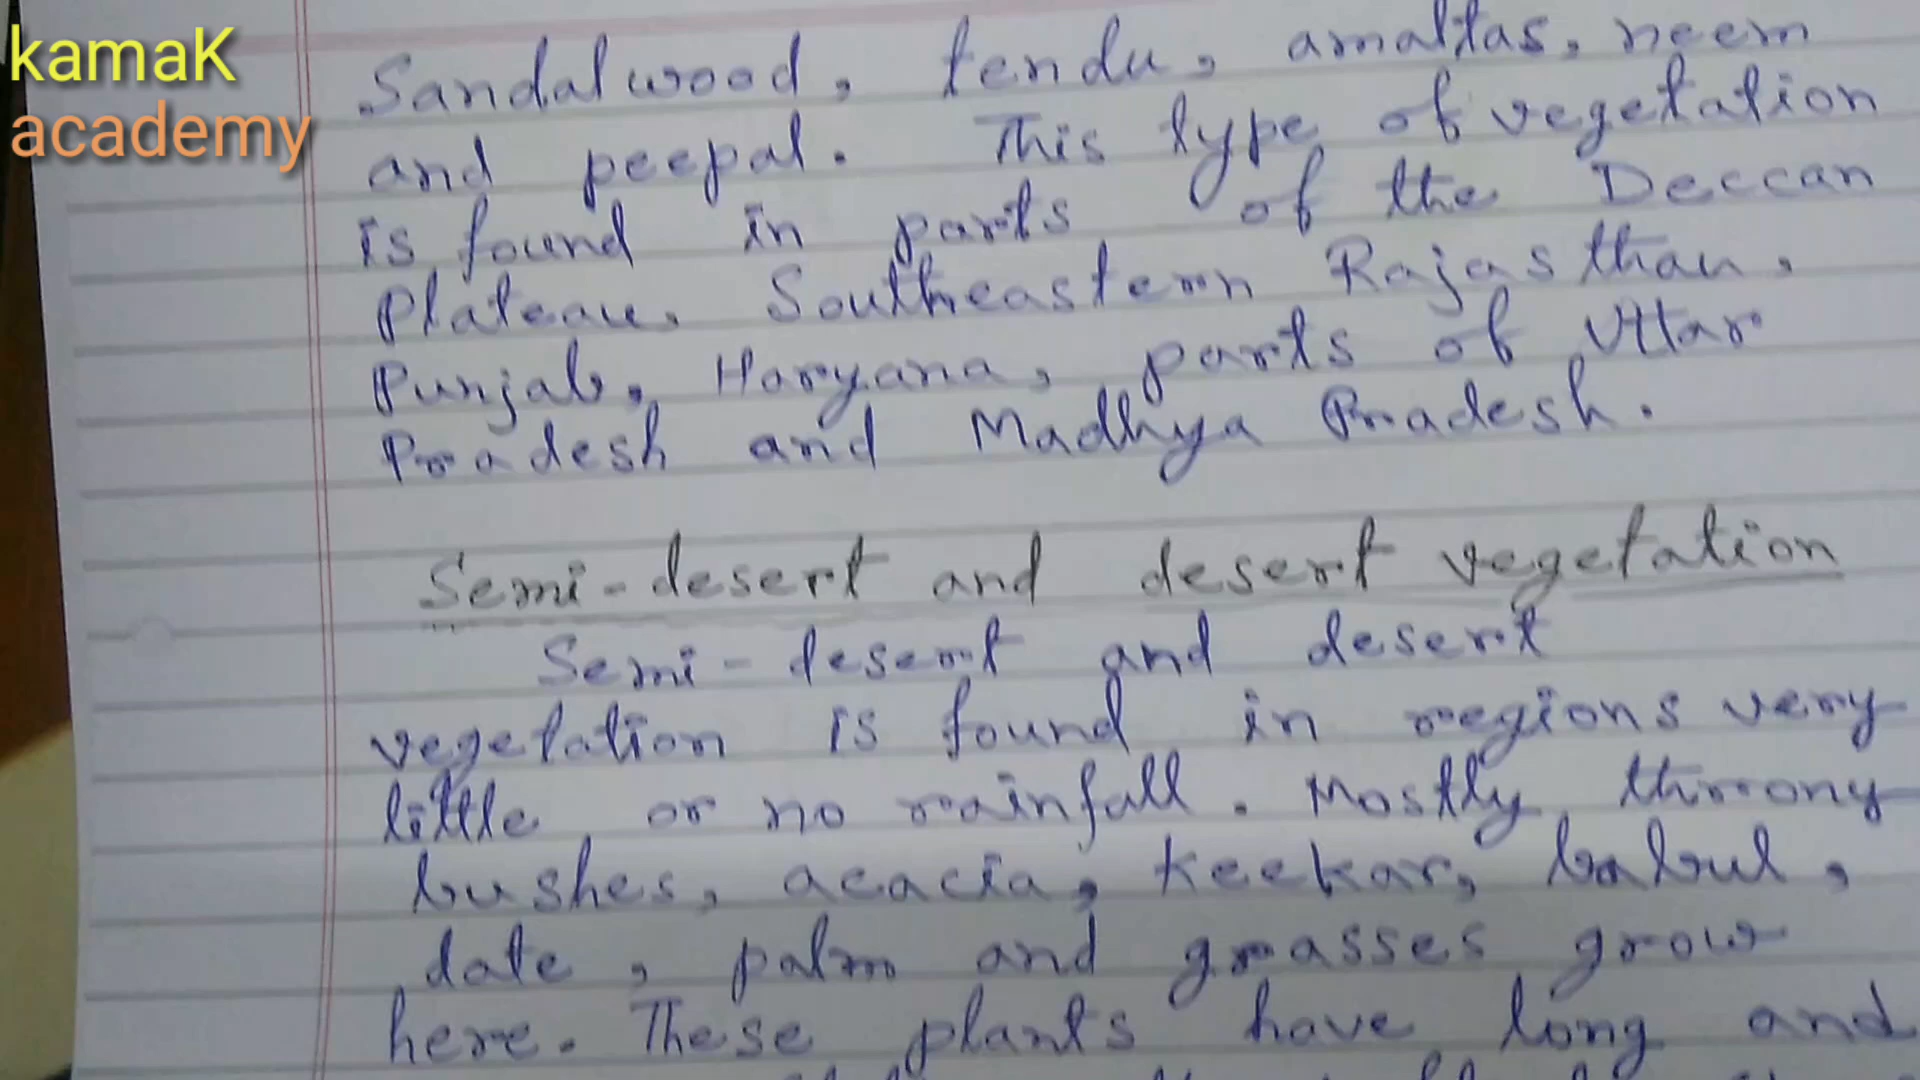 kamaK
academy
Sandalwood, tendu, amaltas, neem
and peepal. This type of vegetation
is found in parts of the Deccan
Plateau, Southeastern Rajasthan,
Punjab, Haryana, parts of Uttar
Pradesh and Madhya Pradesh.
Semi-desert and desert vegetation
Semi-desert and desert
vegetation is found in regions very
little or no rainfall. Mostly throrny
bushes, acacia, Keekar, babul,
date, palm and grasses grow
here. These plants have long and